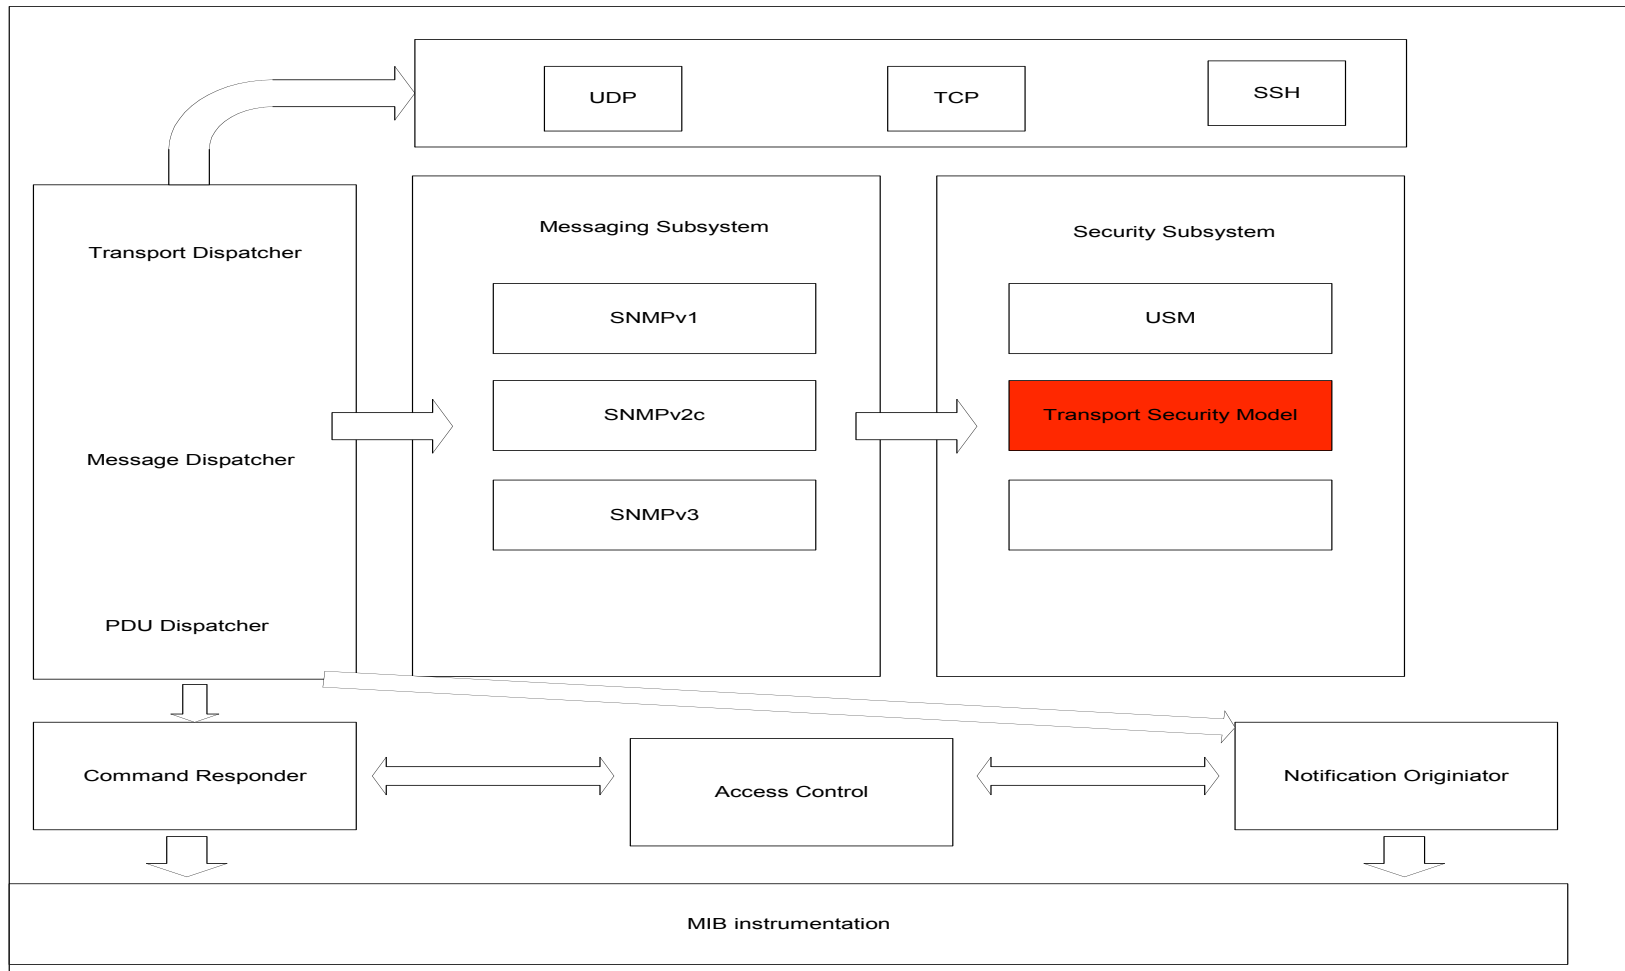 UDP
TCP
SSH
Transport Dispatcher
Message Dispatcher
PDU Dispatcher
Messaging Subsystem
SNMPv1
SNMPv2c
SNMPv3
Security Subsystem
USM
Transport Security Model
Command Responder
Access Control
Notification Originiator
MIB instrumentation